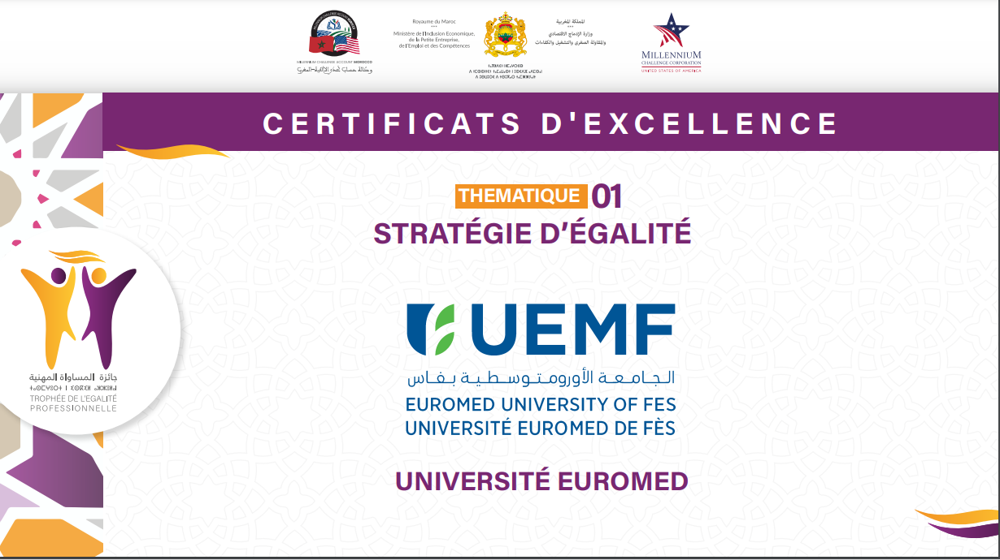 MILLENNIUM CHALLENGE ACCOUNT MOROCCO
وكالة حساب تحدي الألفية-المغرب
Royaume du Maroc
Ministère de l'Inclusion Economique,
de la Petite Entreprise,
de l'Emploi et des Compétences
المملكة المغربية
وزارة الإدماج الاقتصادي
والمقاولة الصغرى والتشغيل والكفاءات
MILLENNIUM
CHALLENGE CORPORATION
UNITED STATES OF AMERICA
CERTIFICATS D'EXCELLENCE
THEMATIQUE 01
STRATÉGIE D'ÉGALITÉ
UEMF
الجامعة الأورومتوسطية بفاس
EUROMED UNIVERSITY OF FES
UNIVERSITÉ EUROMED DE FÈS
UNIVERSITÉ EUROMED
جائزة المساواة المهنية
TROPHÉE DE L'EGALITÉ
PROFESSIONNELLE